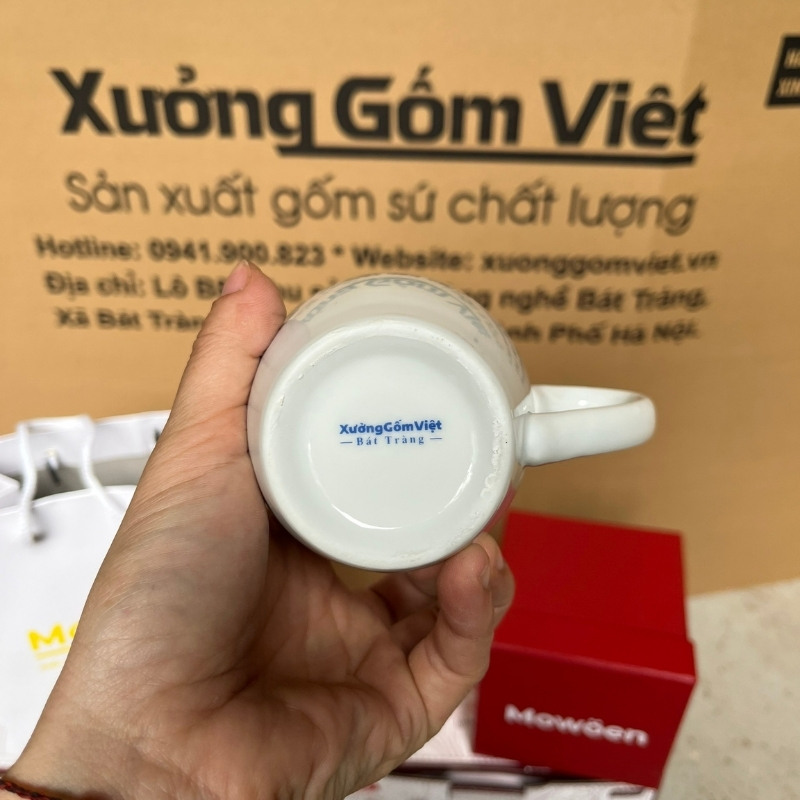 Xưởng Gốm Việt
Sản xuất gốm sứ chất lượng
Hotline: 0941.900.823 * Website: xuonggomviet.vn
Địa chỉ: Lô nghề Bát Tràng,
Xã Bát Phố Hà Nội.
XưởngGốmViệt
Bát Tràng
Mowöen